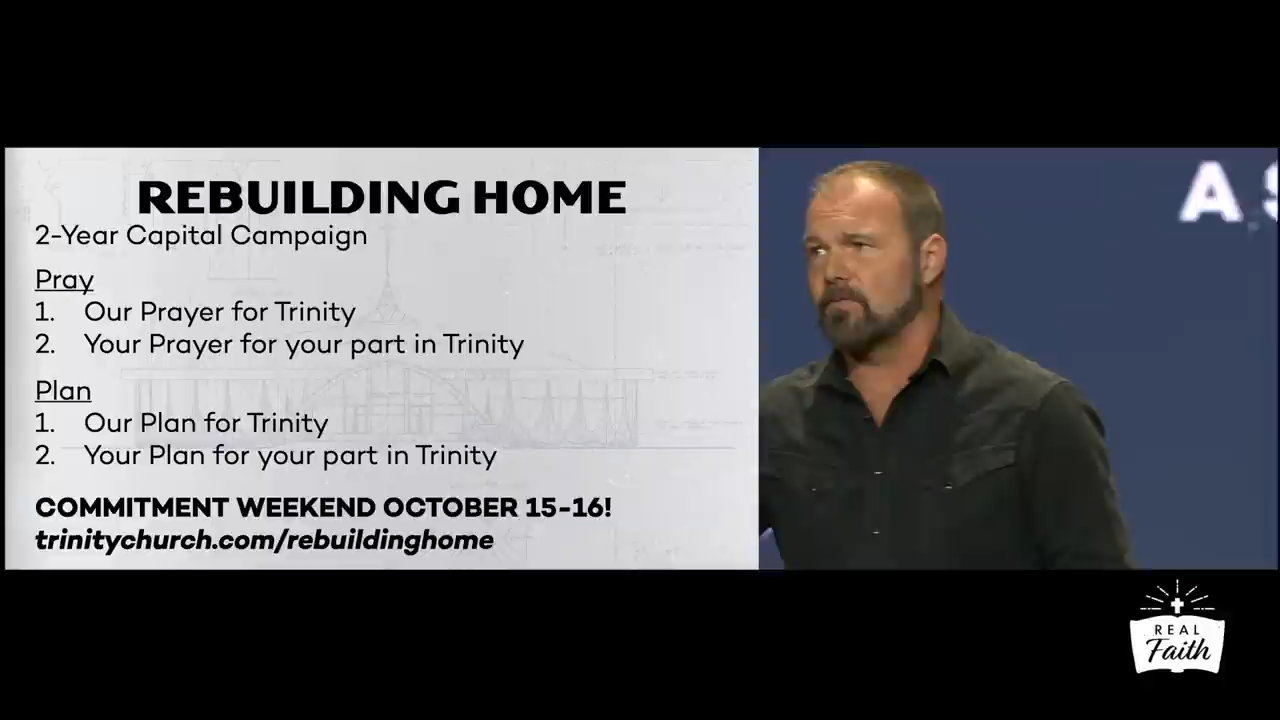 REBUILDING HOME
2-Year Capital Campaign
Pray
1. Our Prayer for Trinity
2. Your Prayer for your part in Trinity
Plan
1. Our Plan for Trinity
2. Your Plan for your part in Trinity
COMMITMENT WEEKEND OCTOBER 15-16!
trinitychurch.com/rebuildinghome
A S
REAL
Faith